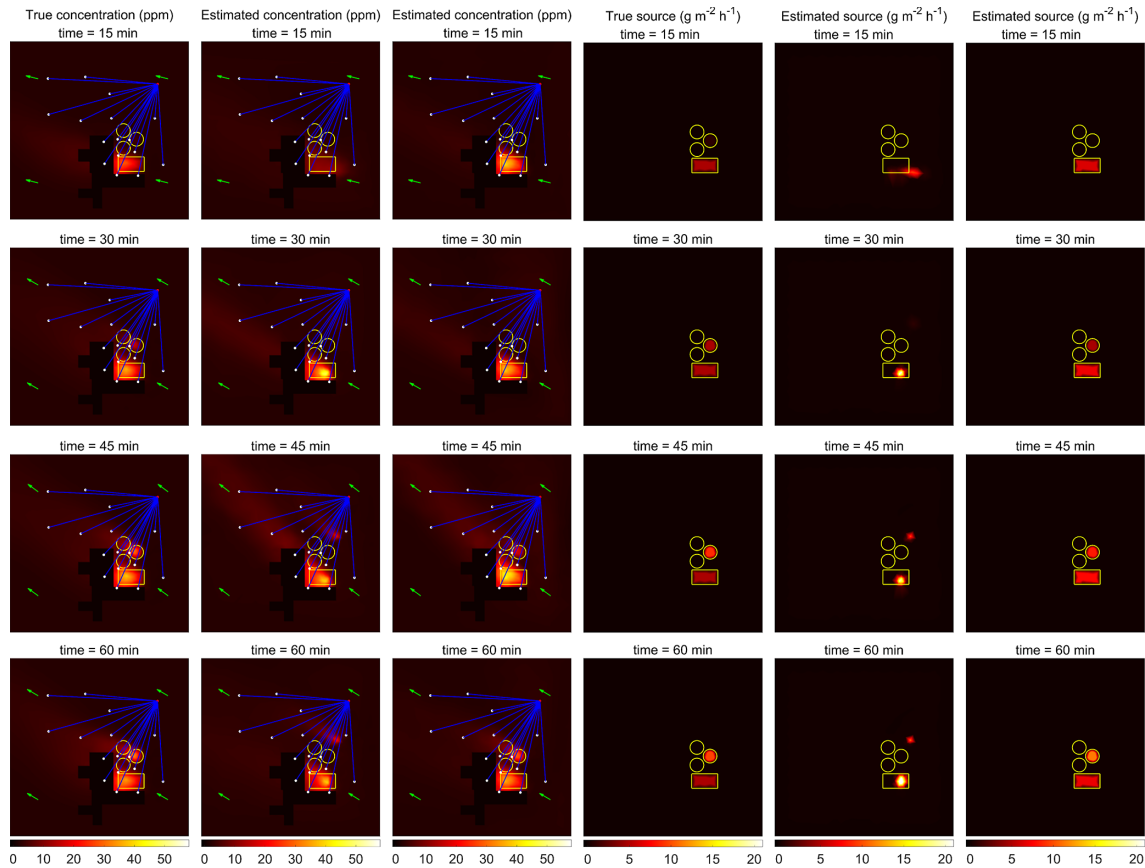 True concentration (ppm) Estimated concentration (ppm) Estimated concentration (ppm) True source (g m⁻² h⁻¹) Estimated source (g m⁻² h⁻¹) Estimated source (g m⁻² h⁻¹)
time = 15 min time = 15 min time = 15 min time = 15 min time = 15 min time = 15 min
time = 30 min time = 30 min time = 30 min time = 30 min time = 30 min time = 30 min
time = 45 min time = 45 min time = 45 min time = 45 min time = 45 min time = 45 min
time = 60 min time = 60 min time = 60 min time = 60 min time = 60 min time = 60 min
0 10 20 30 40 50 0 10 20 30 40 50 0 10 20 30 40 50 0 5 10 15 20 0 5 10 15 20 0 5 10 15 20